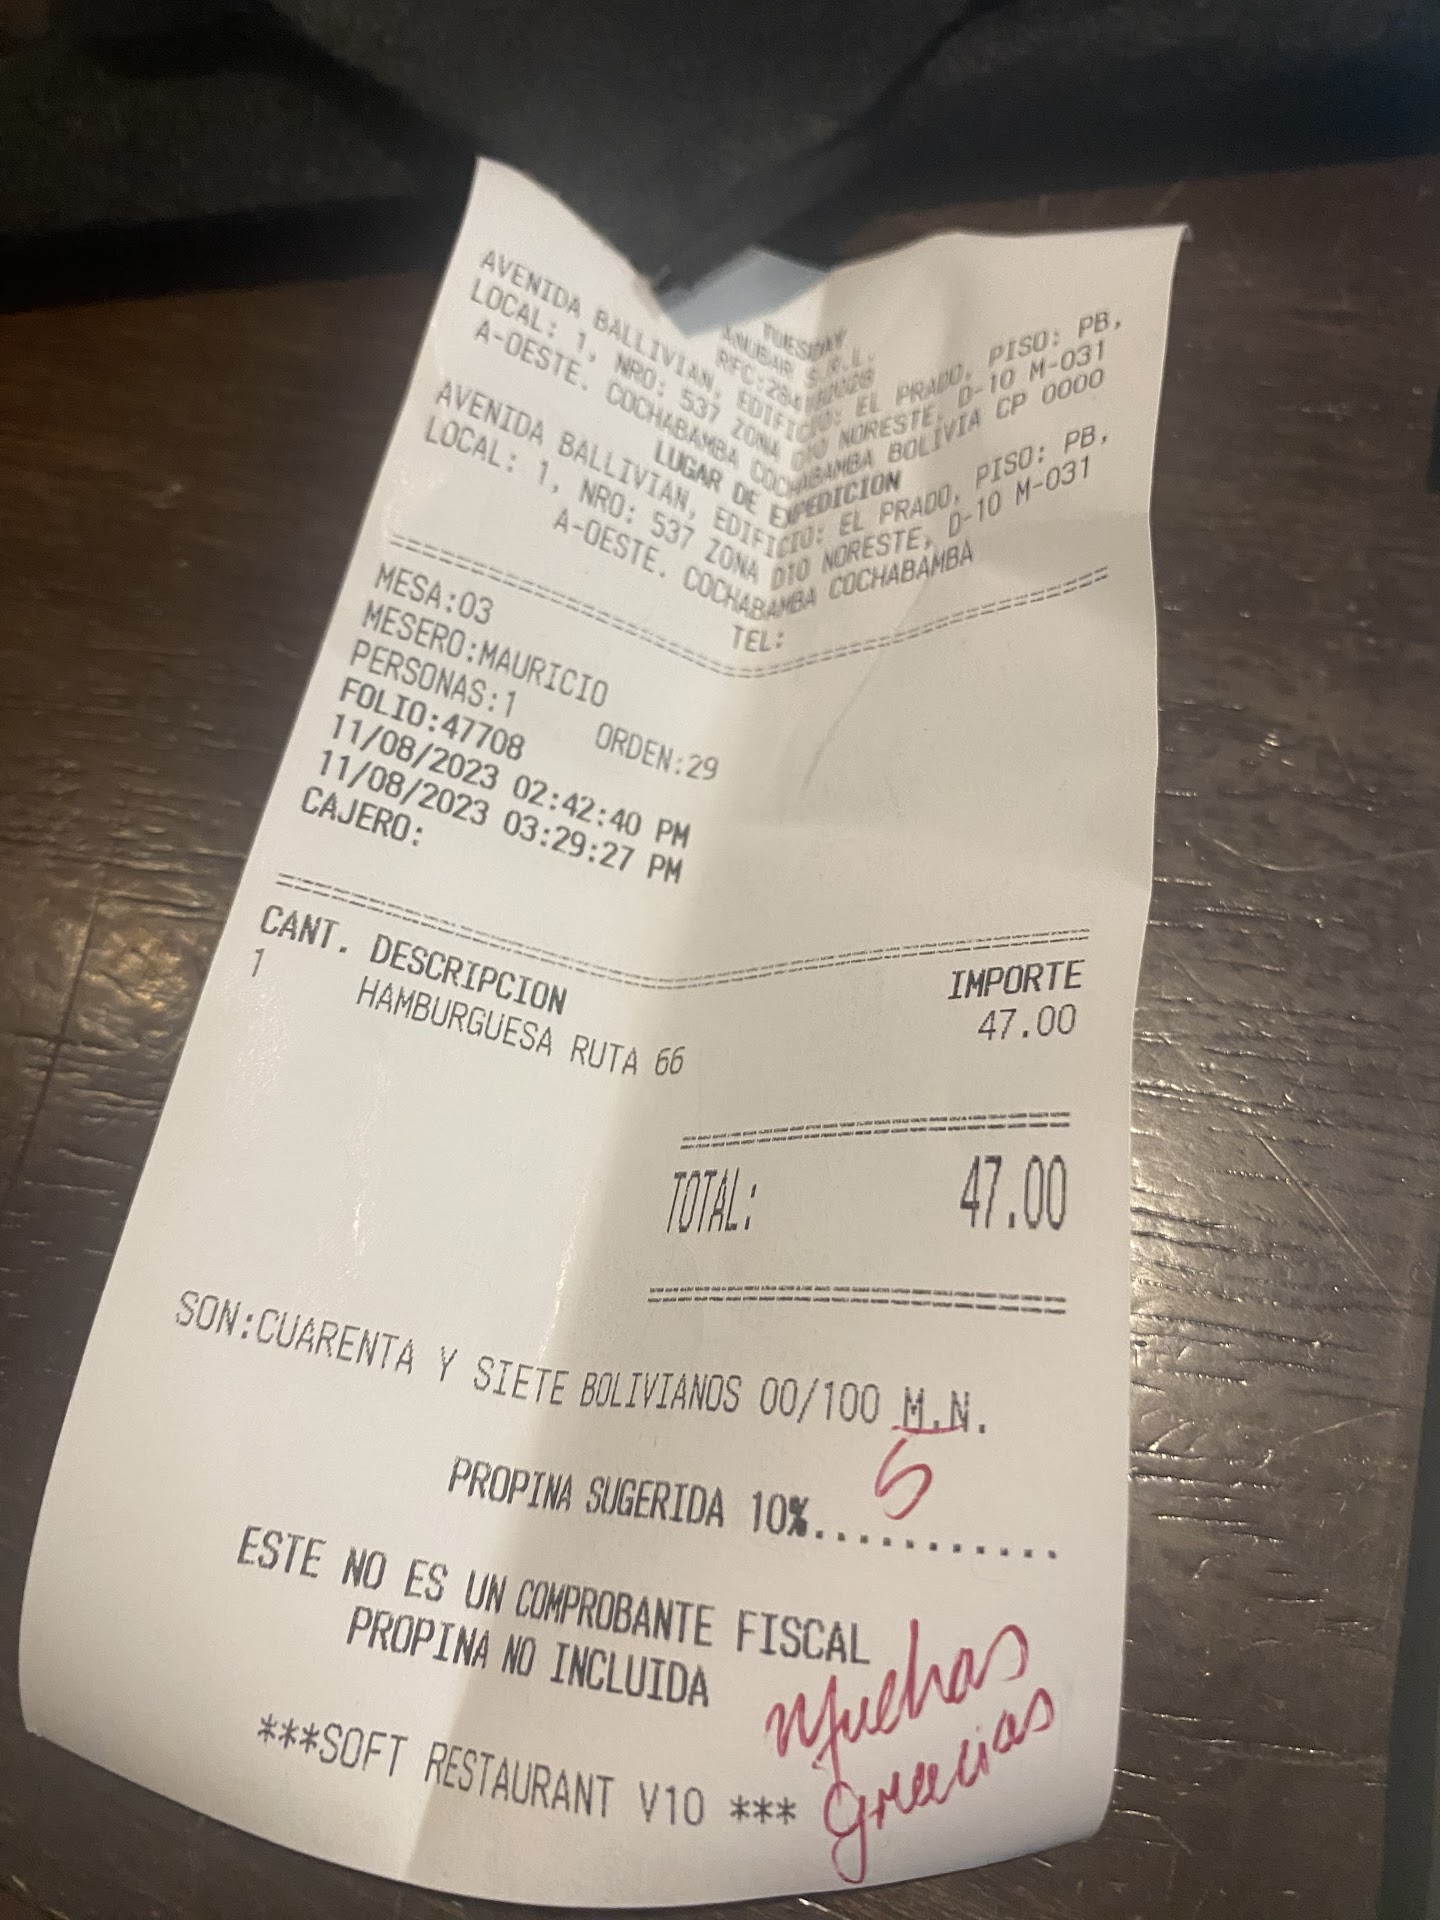 TUESDAY
ANUBAR S.R.L.
AVENIDA BALLIVIAN, EDIFICIO: EL PRADO, PISO: PB,
LOCAL: 1, NRO: 537 ZONA D10 NORESTE, D-10 M-031
A-OESTE. COCHABAMBA COCHABAMBA BOLIVIA CP 0000
LUGAR DE EXPEDICION
AVENIDA BALLIVIAN, EDIFICIO: EL PRADO, PISO: PB,
LOCAL: 1, NRO: 537 ZONA D10 NORESTE, D-10 M-031
A-OESTE. COCHABAMBA COCHABAMBA
TEL:
MESA:03
MESERO:MAURICIO
PERSONAS:1 ORDEN:29
FOLIO:47708
11/08/2023 02:42:40 PM
11/08/2023 03:29:27 PM
CAJERO:
CANT. DESCRIPCION IMPORTE
1 HAMBURGUESA RUTA 66 47.00
TOTAL: 47.00
SON:CUARENTA Y SIETE BOLIVIANOS 00/100 M.N.
PROPINA SUGERIDA 10%........... 5
ESTE NO ES UN COMPROBANTE FISCAL
PROPINA NO INCLUIDA
Muchas
Gracias
***SOFT RESTAURANT V10 ***